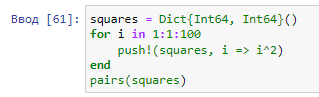 Ввод [61]: squares = Dict{Int64, Int64}()
for i in 1:1:100
    push!(squares, i => i^2)
end
pairs(squares)